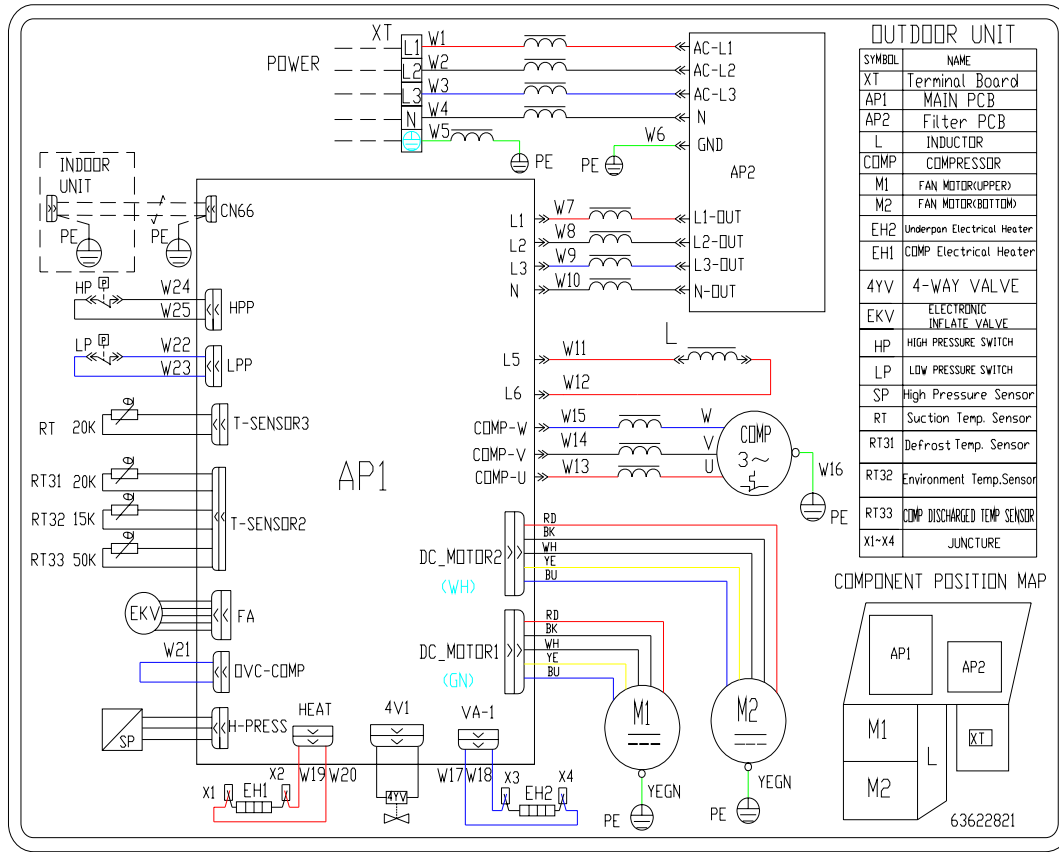 XT
POWER
L1
W1
L2
W2
L3
W3
N
W4
W5
PE
AC-L1
AC-L2
AC-L3
N
W6
GND
PE
AP2
INDOOR
UNIT
PE
PE
CN66
L1
W7
L1-OUT
L2
W8
L2-OUT
L3
W9
L3-OUT
N
W10
N-OUT
HP
P
W24
W25
HPP
LP
P
W22
W23
LPP
L5
W11
L
L6
W12
RT 20K
θ
T-SENSOR3
RT31 20K
θ
RT32 15K
θ
RT33 50K
θ
T-SENSOR2
AP1
COMP-W
W15
W
COMP-V
W14
V
COMP-U
W13
U
COMP
3~
W16
PE
EKV
FA
W21
OVC-COMP
SP
H-PRESS
DC_MOTOR2
(WH)
RD
BK
WH
YE
BU
DC_MOTOR1
(GN)
RD
BK
WH
YE
BU
M1
M2
YEGN
YEGN
PE
PE
HEAT
4V1
VA-1
X1
X2
W19
W20
EH1
4YV
W17
W18
X3
X4
EH2
OUTDOOR UNIT
SYMBOL NAME
XT Terminal Board
AP1 MAIN PCB
AP2 Filter PCB
L INDUCTOR
COMP COMPRESSOR
M1 FAN MOTOR(UPPER)
M2 FAN MOTOR(BOTTOM)
EH2 Underpan Electrical Heater
EH1 COMP Electrical Heater
4YV 4-WAY VALVE
EKV ELECTRONIC
INFLATE VALVE
HP HIGH PRESSURE SWITCH
LP LOW PRESSURE SWITCH
SP High Pressure Sensor
RT Suction Temp. Sensor
RT31 Defrost Temp. Sensor
RT32 Environment Temp.Sensor
RT33 COMP DISCHARGED TEMP SENSOR
X1~X4 JUNCTURE
COMPONENT POSITION MAP
AP1
AP2
M1
L
XT
M2
63622821